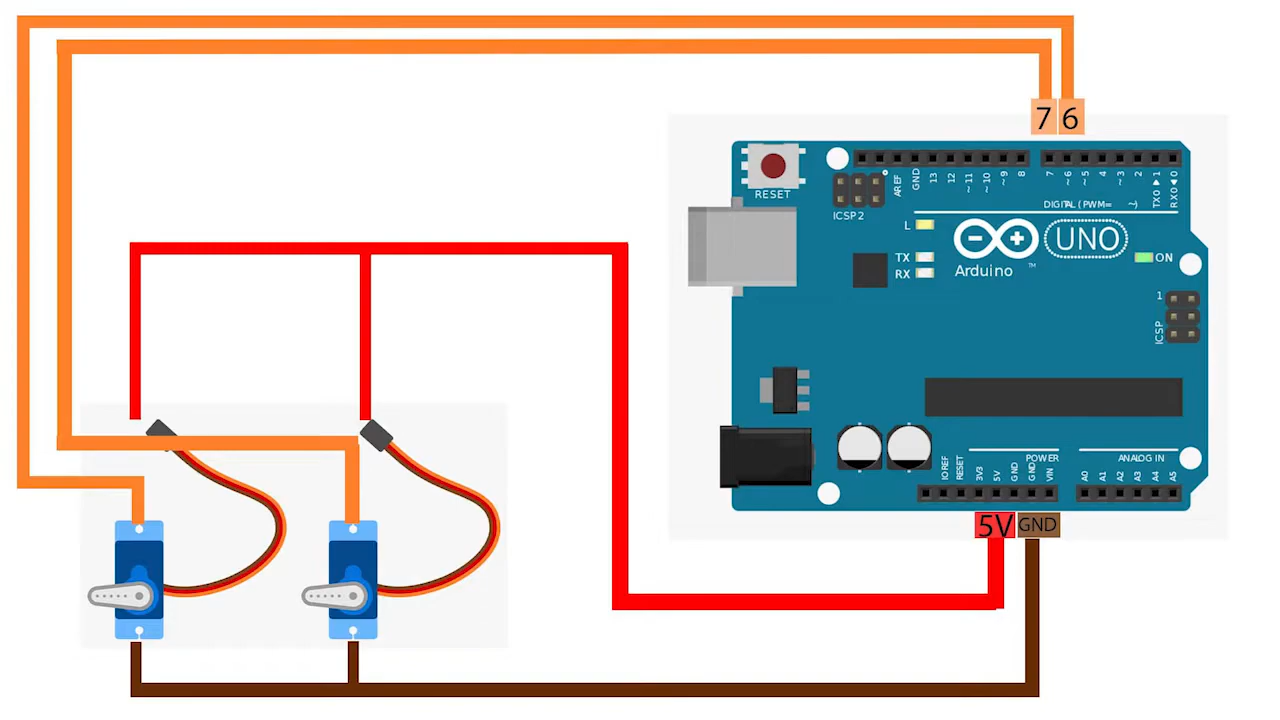 7 6
RESET
ICSP2
AREF
GND
13
12
~11
~10
~9
8
7
~6
~5
4
~3
2
TX0 ▶ 1
RX0 ◀ 0
DIGITAL ( PWM= ~)
L
TX
RX
Arduino ™
UNO
ON
1
ICSP
POWER
ANALOG IN
IOREF
RESET
3V3
5V
GND
GND
VIN
A0
A1
A2
A3
A4
A5
5V GND